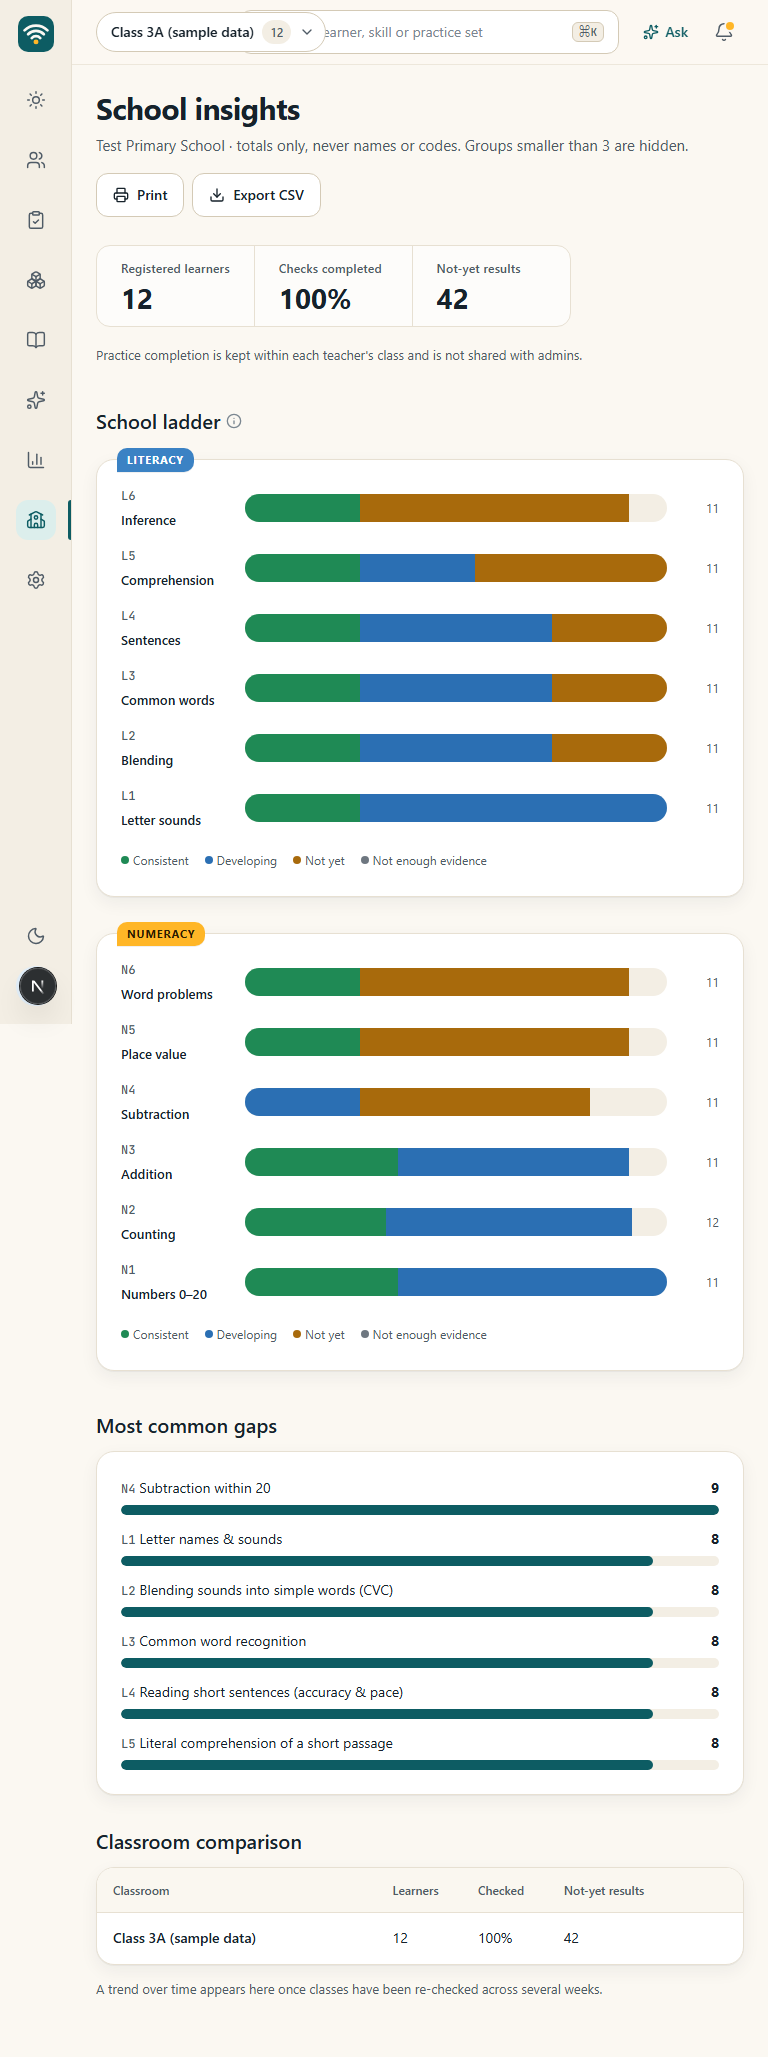 Class 3A (sample data) 12
earner, skill or practice set
⌘K
Ask
School insights
Test Primary School · totals only, never names or codes. Groups smaller than 3 are hidden.
Print
Export CSV
Registered learners
12
Checks completed
100%
Not-yet results
42
Practice completion is kept within each teacher's class and is not shared with admins.
School ladder
LITERACY
L6
Inference
11
L5
Comprehension
11
L4
Sentences
11
L3
Common words
11
L2
Blending
11
L1
Letter sounds
11
Consistent Developing Not yet Not enough evidence
NUMERACY
N6
Word problems
11
N5
Place value
11
N4
Subtraction
11
N3
Addition
11
N2
Counting
12
N1
Numbers 0–20
11
Consistent Developing Not yet Not enough evidence
N
Most common gaps
N4 Subtraction within 20 9
L1 Letter names & sounds 8
L2 Blending sounds into simple words (CVC) 8
L3 Common word recognition 8
L4 Reading short sentences (accuracy & pace) 8
L5 Literal comprehension of a short passage 8
Classroom comparison
Classroom Learners Checked Not-yet results
Class 3A (sample data) 12 100% 42
A trend over time appears here once classes have been re-checked across several weeks.